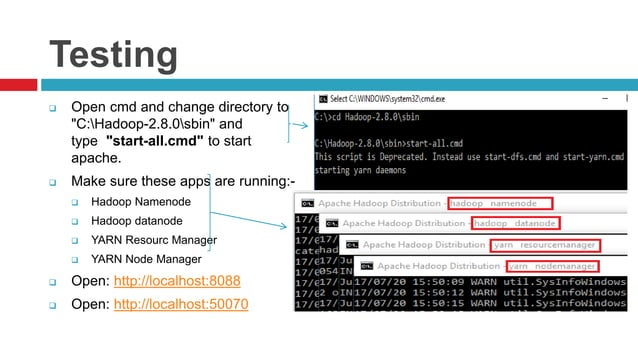 Testing
Open cmd and change directory to
"C:\Hadoop-2.8.0\sbin" and
type "start-all.cmd" to start
apache.
Make sure these apps are running:-
Hadoop Namenode
Hadoop datanode
YARN Resourc Manager
YARN Node Manager
Open: http://localhost:8088
Open: http://localhost:50070
Select C:\WINDOWS\system32\cmd.exe
C:\>cd Hadoop-2.8.0\sbin
C:\Hadoop-2.8.0\sbin>start-all.cmd
This script is Deprecated. Instead use start-dfs.cmd and start-yarn.cmd
starting yarn daemons
Apache Hadoop Distribution - hadoop namenode
Apache Hadoop Distribution - hadoop datanode
Apache Hadoop Distribution - yarn resourcemanager
Apache Hadoop Distribution - yarn nodemanager
17/07/20 15:50:09 WARN util.SysInfoWindows
17/07/20 15:50:12 WARN util.SysInfoWindows
17/07/20 15:50:15 WARN util.SysInfoWindows